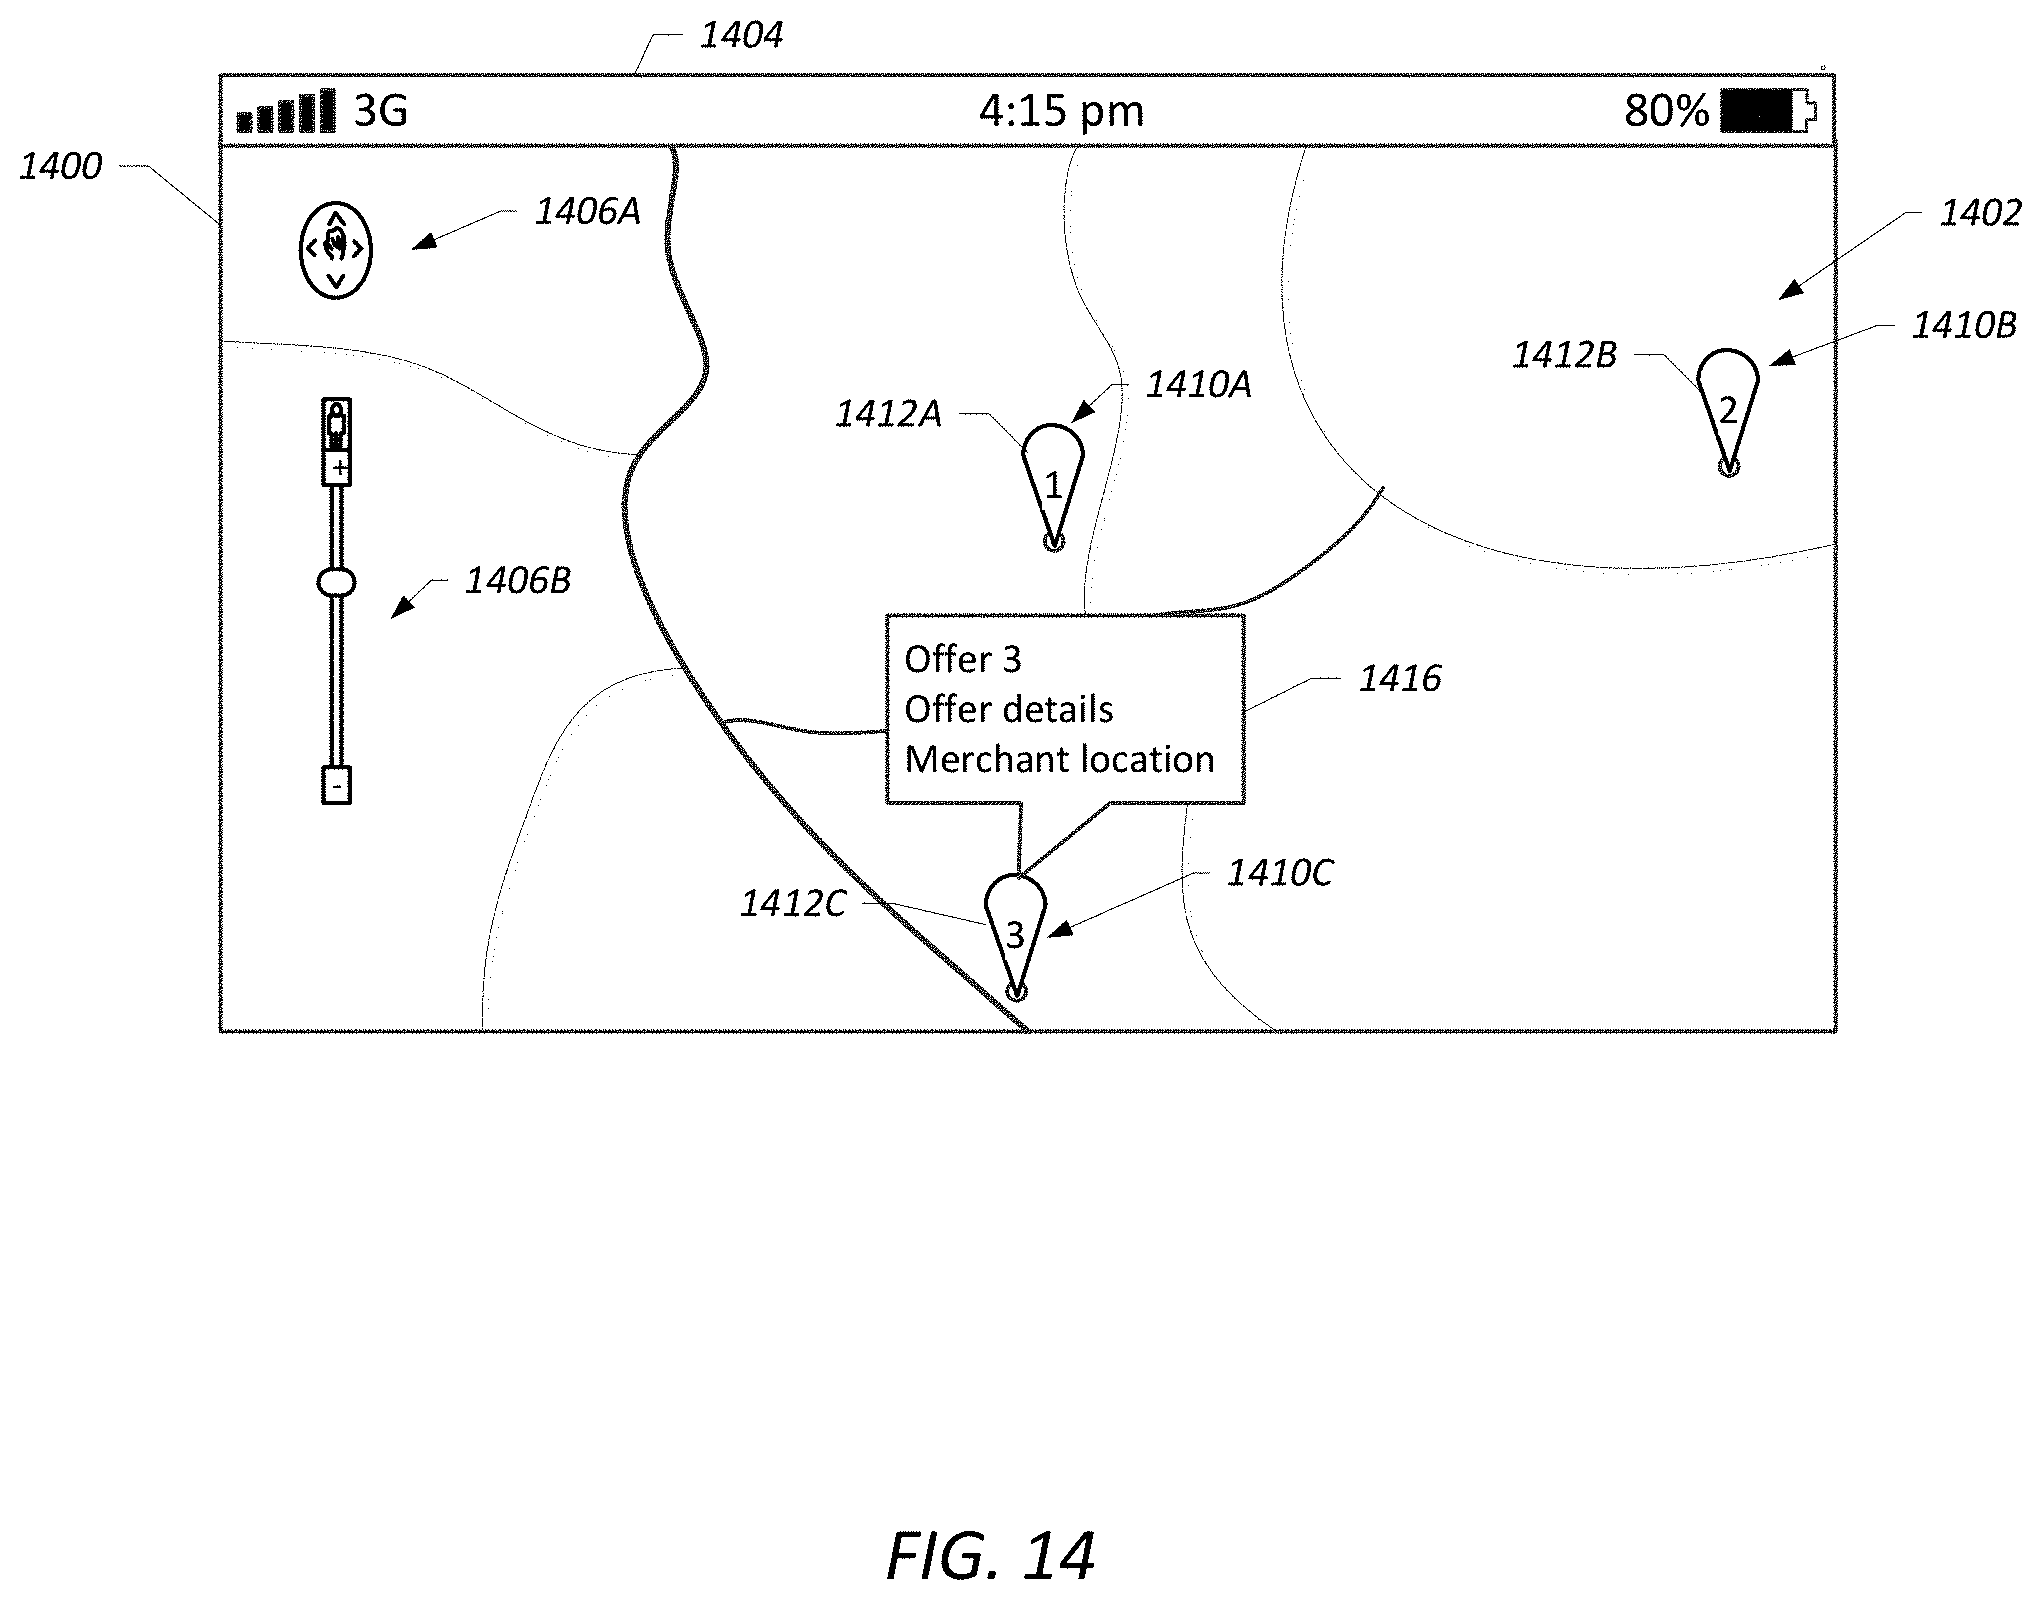 1404
3G
4:15 pm
80%
1400
1406A
1402
1410B
1412B
1410A
1412A
2
+
1
1406B
Offer 3
Offer details
Merchant location
1416
-
1410C
1412C
3
FIG. 14